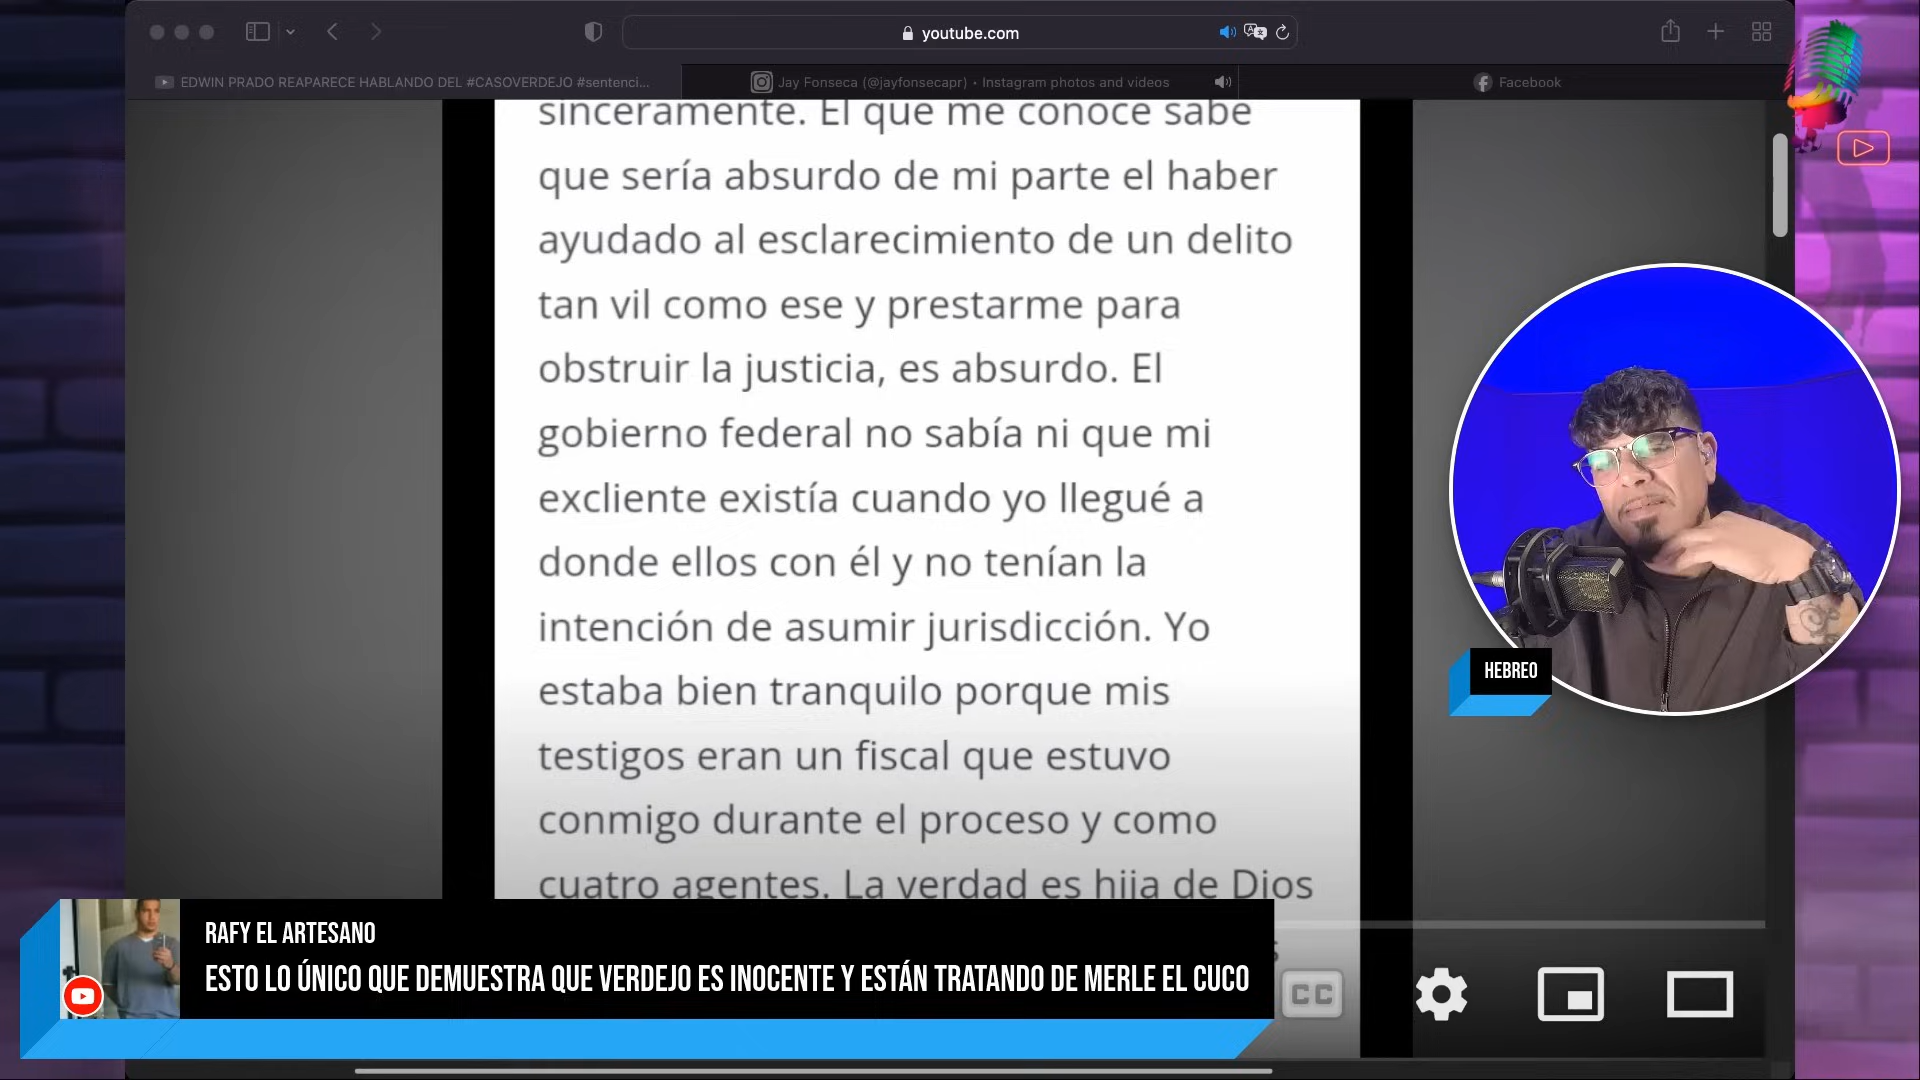 youtube.com
EDWIN PRADO REAPARECE HABLANDO DEL #CASOVERDEJO #sentenci...
Jay Fonseca (@jayfonsecapr) • Instagram photos and videos
Facebook
sinceramente. El que me conoce sabe
que sería absurdo de mi parte el haber
ayudado al esclarecimiento de un delito
tan vil como ese y prestarme para
obstruir la justicia, es absurdo. El
gobierno federal no sabía ni que mi
excliente existía cuando yo llegué a
donde ellos con él y no tenían la
intención de asumir jurisdicción. Yo
estaba bien tranquilo porque mis
testigos eran un fiscal que estuvo
conmigo durante el proceso y como
cuatro agentes. La verdad es hija de Dios
HEBREO
RAFY EL ARTESANO
ESTO LO ÚNICO QUE DEMUESTRA QUE VERDEJO ES INOCENTE Y ESTÁN TRATANDO DE MERLE EL CUCO
CC